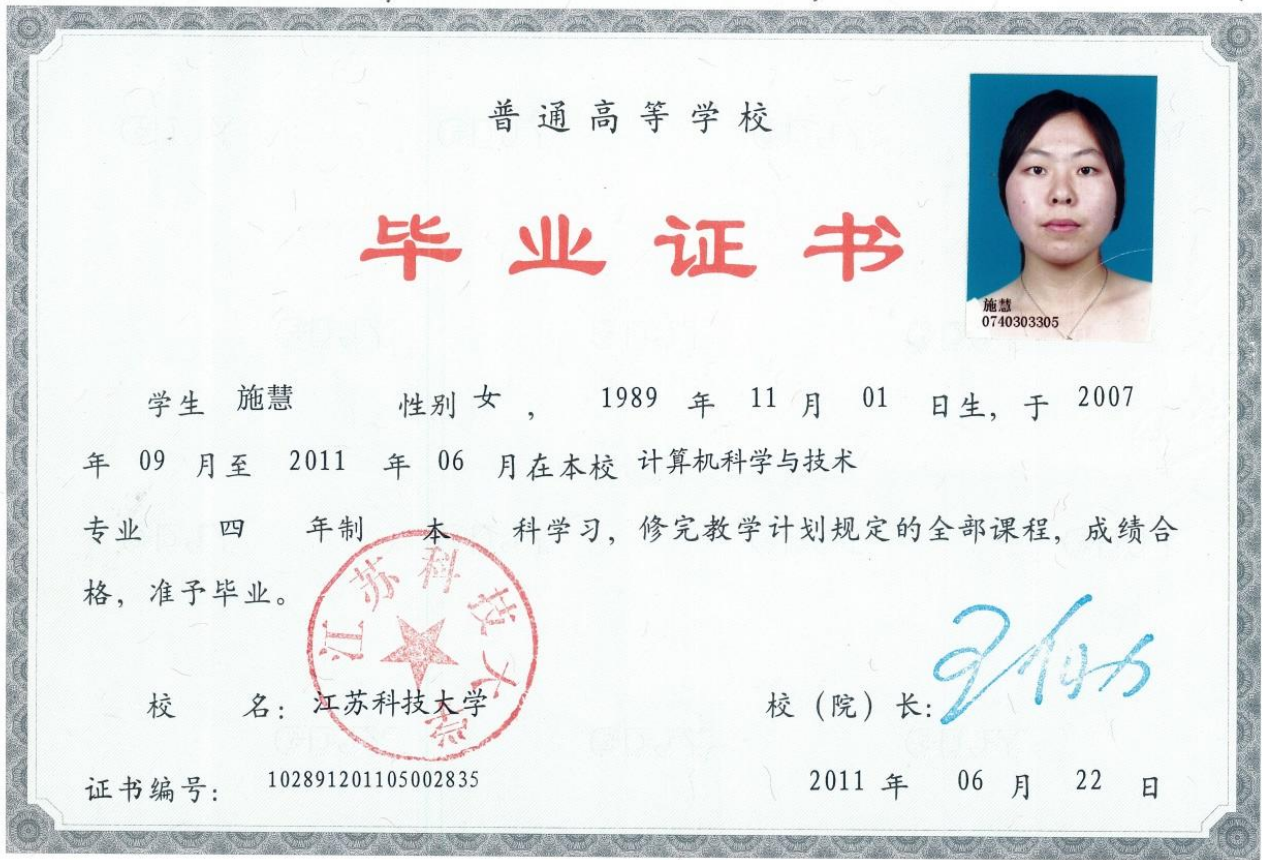 普通高等学校
毕业证书
施慧
0740303305
学生 施慧 性别 女 , 1989 年 11 月 01 日生, 于 2007
年 09 月至 2011 年 06 月在本校 计算机科学与技术
专业 四 年制 本 科学习, 修完教学计划规定的全部课程, 成绩合
格, 准予毕业。
江苏科技大学
校 名: 江苏科技大学
校 (院) 长:
证书编号: 102891201105002835
2011 年 06 月 22 日